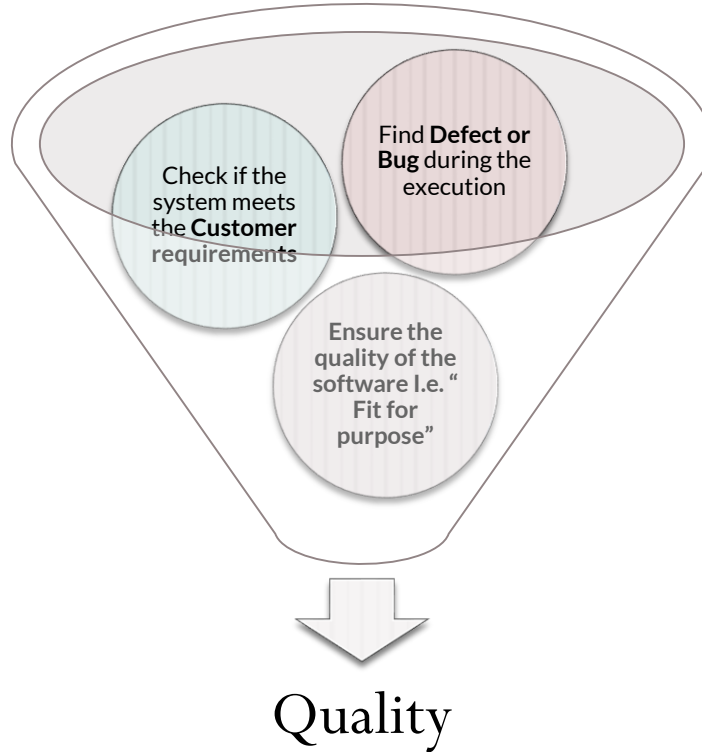 Check if the
system meets
the Customer
requirements
Find Defect or
Bug during the
execution
Ensure the
quality of the
software I.e. “
Fit for
purpose”
Quality